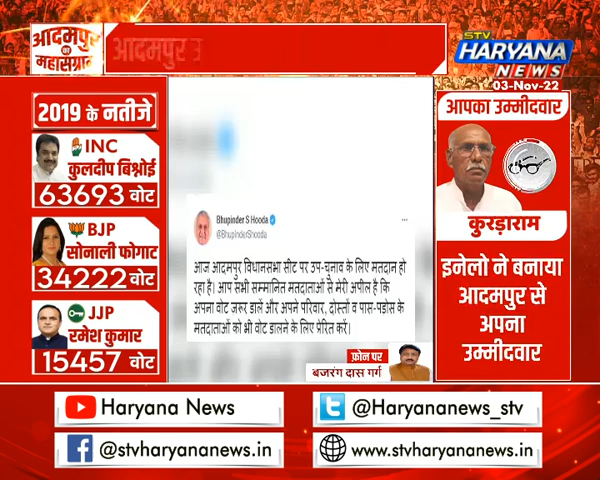 आदमपुर
का
महासंग्राम
आदमपुर उ
STV
HARYANA
NEWS
03-Nov-22
2019 के नतीजे
INC
कुलदीप बिश्नोई
63693 वोट
BJP
सोनाली फोगाट
34222 वोट
JJP
रमेश कुमार
15457 वोट
Bhupinder S Hooda
@BhupinderShooda
आज आदमपुर विधानसभा सीट पर उप-चुनाव के लिए मतदान हो
रहा है। आप सभी सम्मानित मतदाताओं से मेरी अपील है कि
अपना वोट जरूर डालें और अपने परिवार, दोस्तों व पास-पडोस के
मतदाताओं को भी वोट डालने के लिए प्रेरित करें।
फ़ोन पर
बजरंग दास गर्ग
आपका उम्मीदवार
कुरड़ाराम
इनेलो ने बनाया
आदमपुर से
अपना
उम्मीदवार
Haryana News
@Haryananews_stv
@stvharyananews.in
www.stvharyananews.in